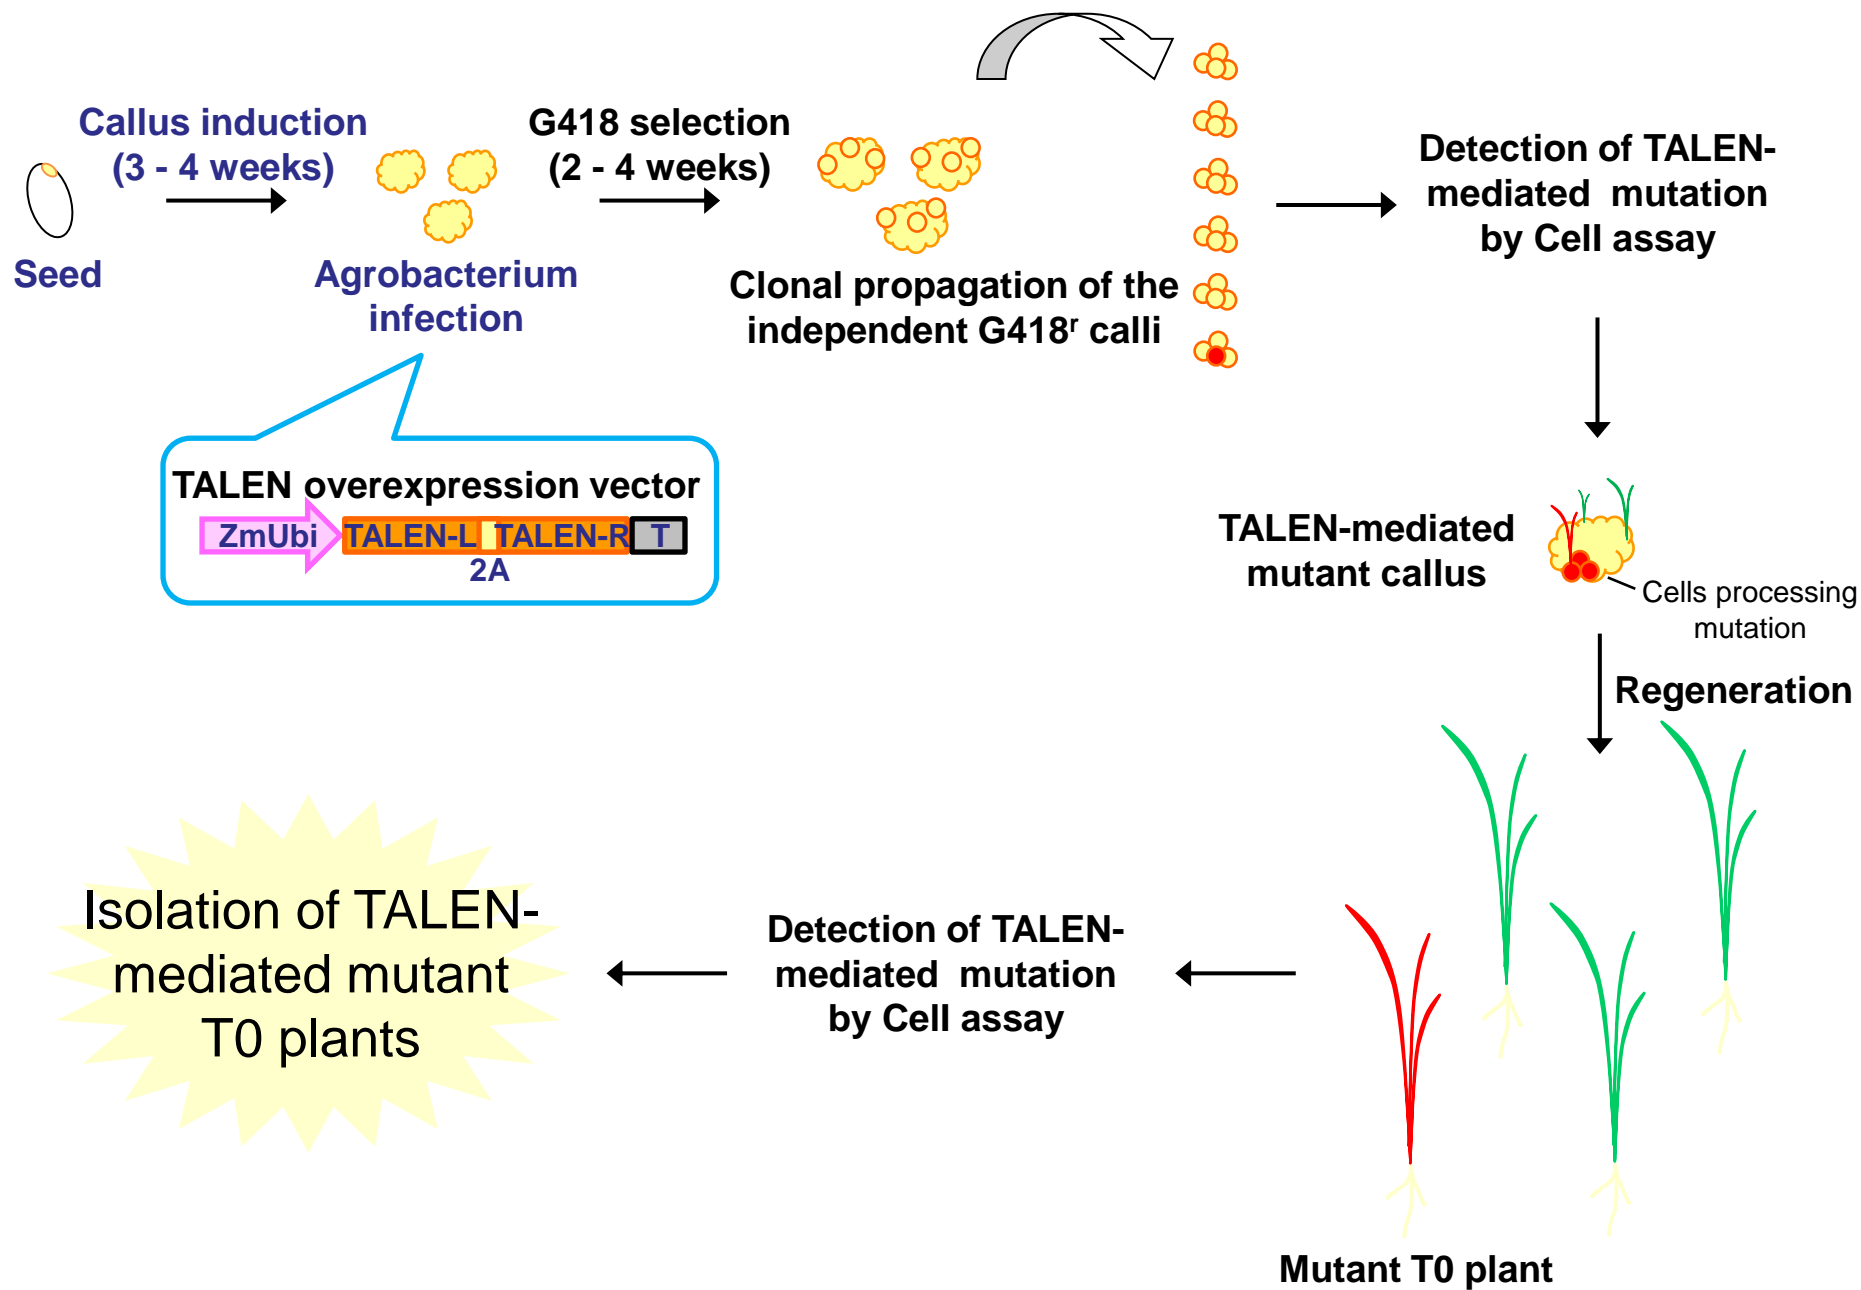 Callus induction
(3 - 4 weeks)
Seed
Agrobacterium
infection
G418 selection
(2 - 4 weeks)
Clonal propagation of the
independent G418ʳ calli
Detection of TALEN-
mediated mutation
by Cell assay
TALEN overexpression vector
ZmUbi TALEN-L TALEN-R T
2A
TALEN-mediated
mutant callus
Cells processing
mutation
Regeneration
Mutant T0 plant
Detection of TALEN-
mediated mutation
by Cell assay
Isolation of TALEN-
mediated mutant
T0 plants